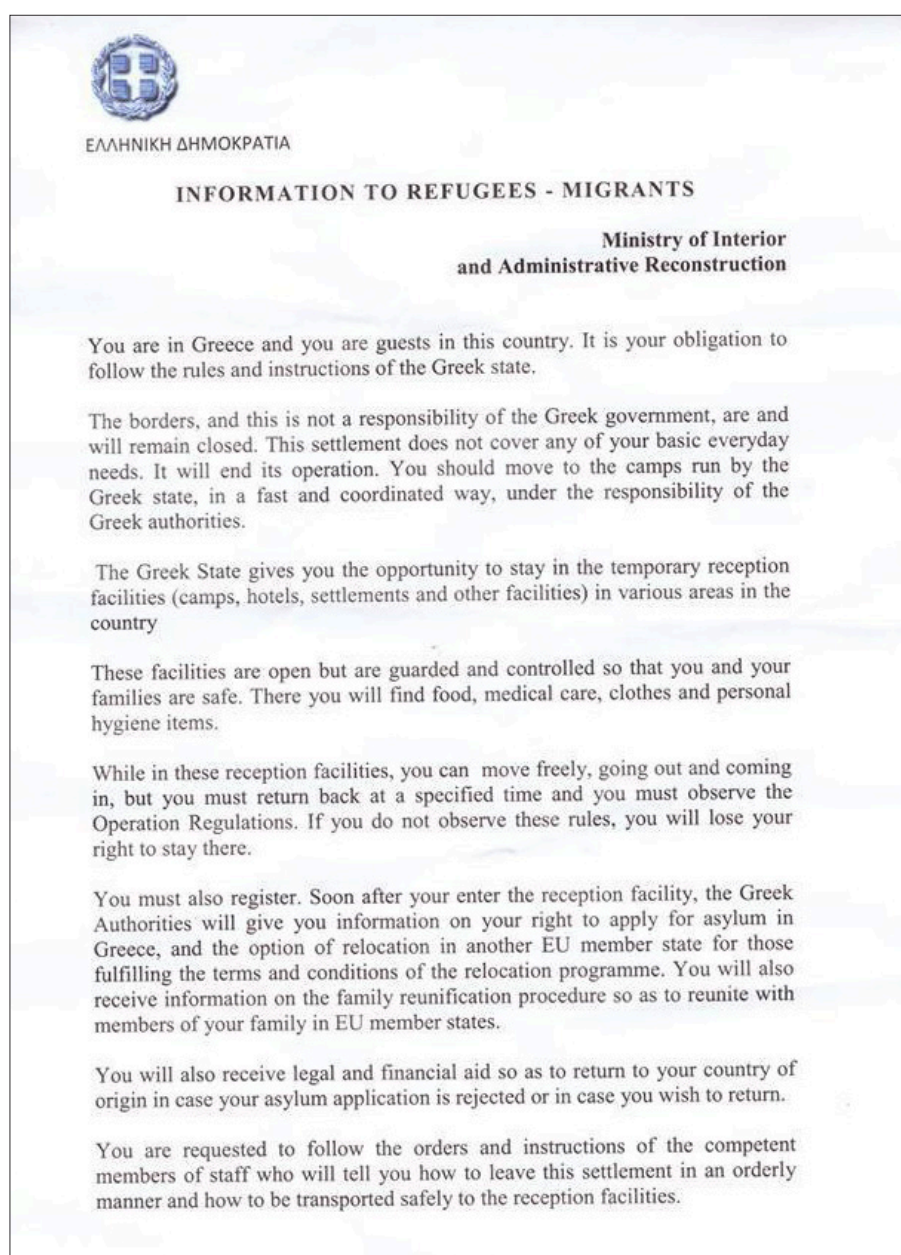 ΕΛΛΗΝΙΚΗ ΔΗΜΟΚΡΑΤΙΑ
INFORMATION TO REFUGEES - MIGRANTS
Ministry of Interior
and Administrative Reconstruction
You are in Greece and you are guests in this country. It is your obligation to
follow the rules and instructions of the Greek state.
The borders, and this is not a responsibility of the Greek government, are and
will remain closed. This settlement does not cover any of your basic everyday
needs. It will end its operation. You should move to the camps run by the
Greek state, in a fast and coordinated way, under the responsibility of the
Greek authorities.
The Greek State gives you the opportunity to stay in the temporary reception
facilities (camps, hotels, settlements and other facilities) in various areas in the
country
These facilities are open but are guarded and controlled so that you and your
families are safe. There you will find food, medical care, clothes and personal
hygiene items.
While in these reception facilities, you can move freely, going out and coming
in, but you must return back at a specified time and you must observe the
Operation Regulations. If you do not observe these rules, you will lose your
right to stay there.
You must also register. Soon after your enter the reception facility, the Greek
Authorities will give you information on your right to apply for asylum in
Greece, and the option of relocation in another EU member state for those
fulfilling the terms and conditions of the relocation programme. You will also
receive information on the family reunification procedure so as to reunite with
members of your family in EU member states.
You will also receive legal and financial aid so as to return to your country of
origin in case your asylum application is rejected or in case you wish to return.
You are requested to follow the orders and instructions of the competent
members of staff who will tell you how to leave this settlement in an orderly
manner and how to be transported safely to the reception facilities.